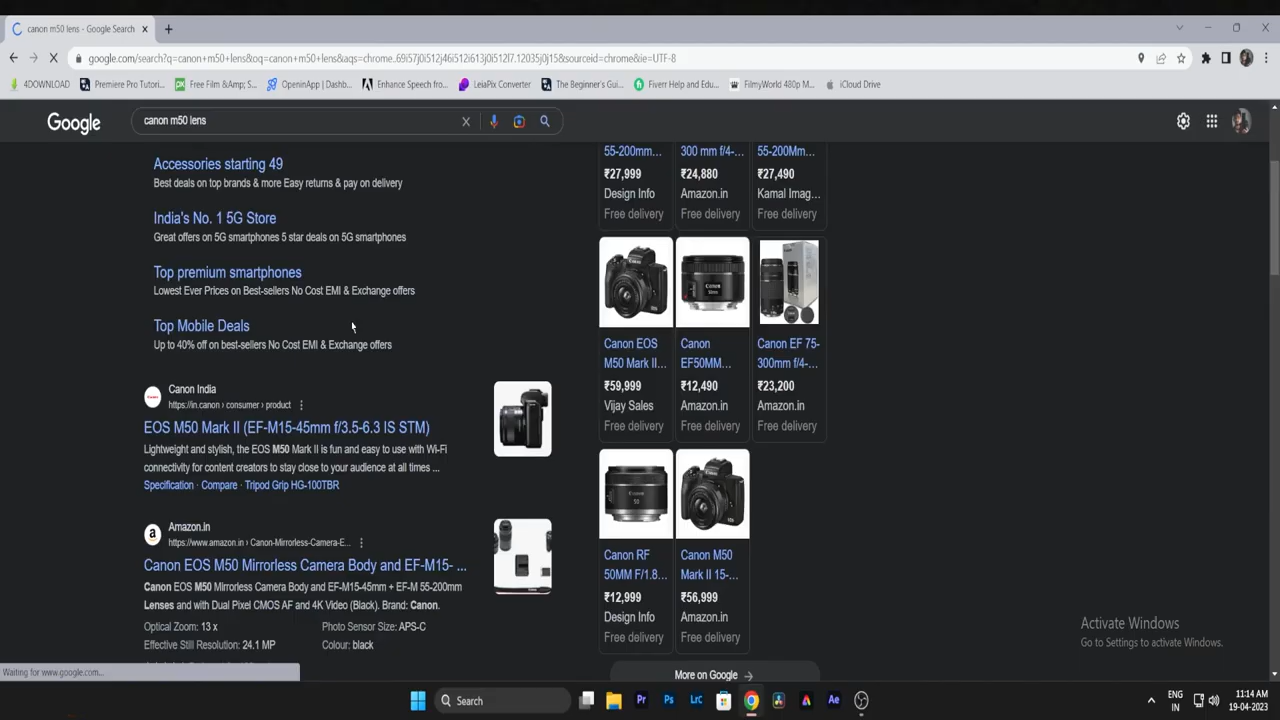 canon m50 lens - Google Search
google.com/search?q=canon+m50+lens&oq=canon+m50+lens&aqs=chrome..69i57j0i512j46i512i613j0i512l7.12035j0j15&sourceid=chrome&ie=UTF-8
4DOWNLOAD
Premiere Pro Tutori...
Free Film &Amp; S...
OpeninApp | Dashb...
Enhance Speech fro...
LeiaPix Converter
The Beginner's Gui...
Fiverr Help and Edu...
FilmyWorld 480p M...
iCloud Drive
Google
canon m50 lens
Accessories starting 49
Best deals on top brands & more Easy returns & pay on delivery
India's No. 1 5G Store
Great offers on 5G smartphones 5 star deals on 5G smartphones
Top premium smartphones
Lowest Ever Prices on Best-sellers No Cost EMI & Exchange offers
Top Mobile Deals
Up to 40% off on best-sellers No Cost EMI & Exchange offers
Canon India
https://in.canon › consumer › product
EOS M50 Mark II (EF-M15-45mm f/3.5-6.3 IS STM)
Lightweight and stylish, the EOS M50 Mark II is fun and easy to use with Wi-Fi
connectivity for content creators to stay close to your audience at all times ...
Specification · Compare · Tripod Grip HG-100TBR
Amazon.in
https://www.amazon.in › Canon-Mirrorless-Camera-E...
Canon EOS M50 Mirrorless Camera Body and EF-M15- ...
Canon EOS M50 Mirrorless Camera Body and EF-M15-45mm + EF-M 55-200mm
Lenses and with Dual Pixel CMOS AF and 4K Video (Black). Brand: Canon.
Optical Zoom: 13 x
Photo Sensor Size: APS-C
Effective Still Resolution: 24.1 MP
Colour: black
55-200mm...
₹27,999
Design Info
Free delivery
300 mm f/4-...
₹24,880
Amazon.in
Free delivery
55-200Mm...
₹27,490
Kamal Imag...
Free delivery
Canon EOS
M50 Mark II...
₹59,999
Vijay Sales
Free delivery
Canon
EF50MM...
₹12,490
Amazon.in
Free delivery
Canon EF 75-
300mm f/4-...
₹23,200
Amazon.in
Free delivery
Canon RF
50MM F/1.8...
₹12,999
Design Info
Free delivery
Canon M50
Mark II 15-...
₹56,999
Amazon.in
Free delivery
More on Google
Activate Windows
Go to Settings to activate Windows.
Waiting for www.google.com...
Search
Pr
Ps
LrC
Ae
ENG
IN
11:14 AM
19-04-2023